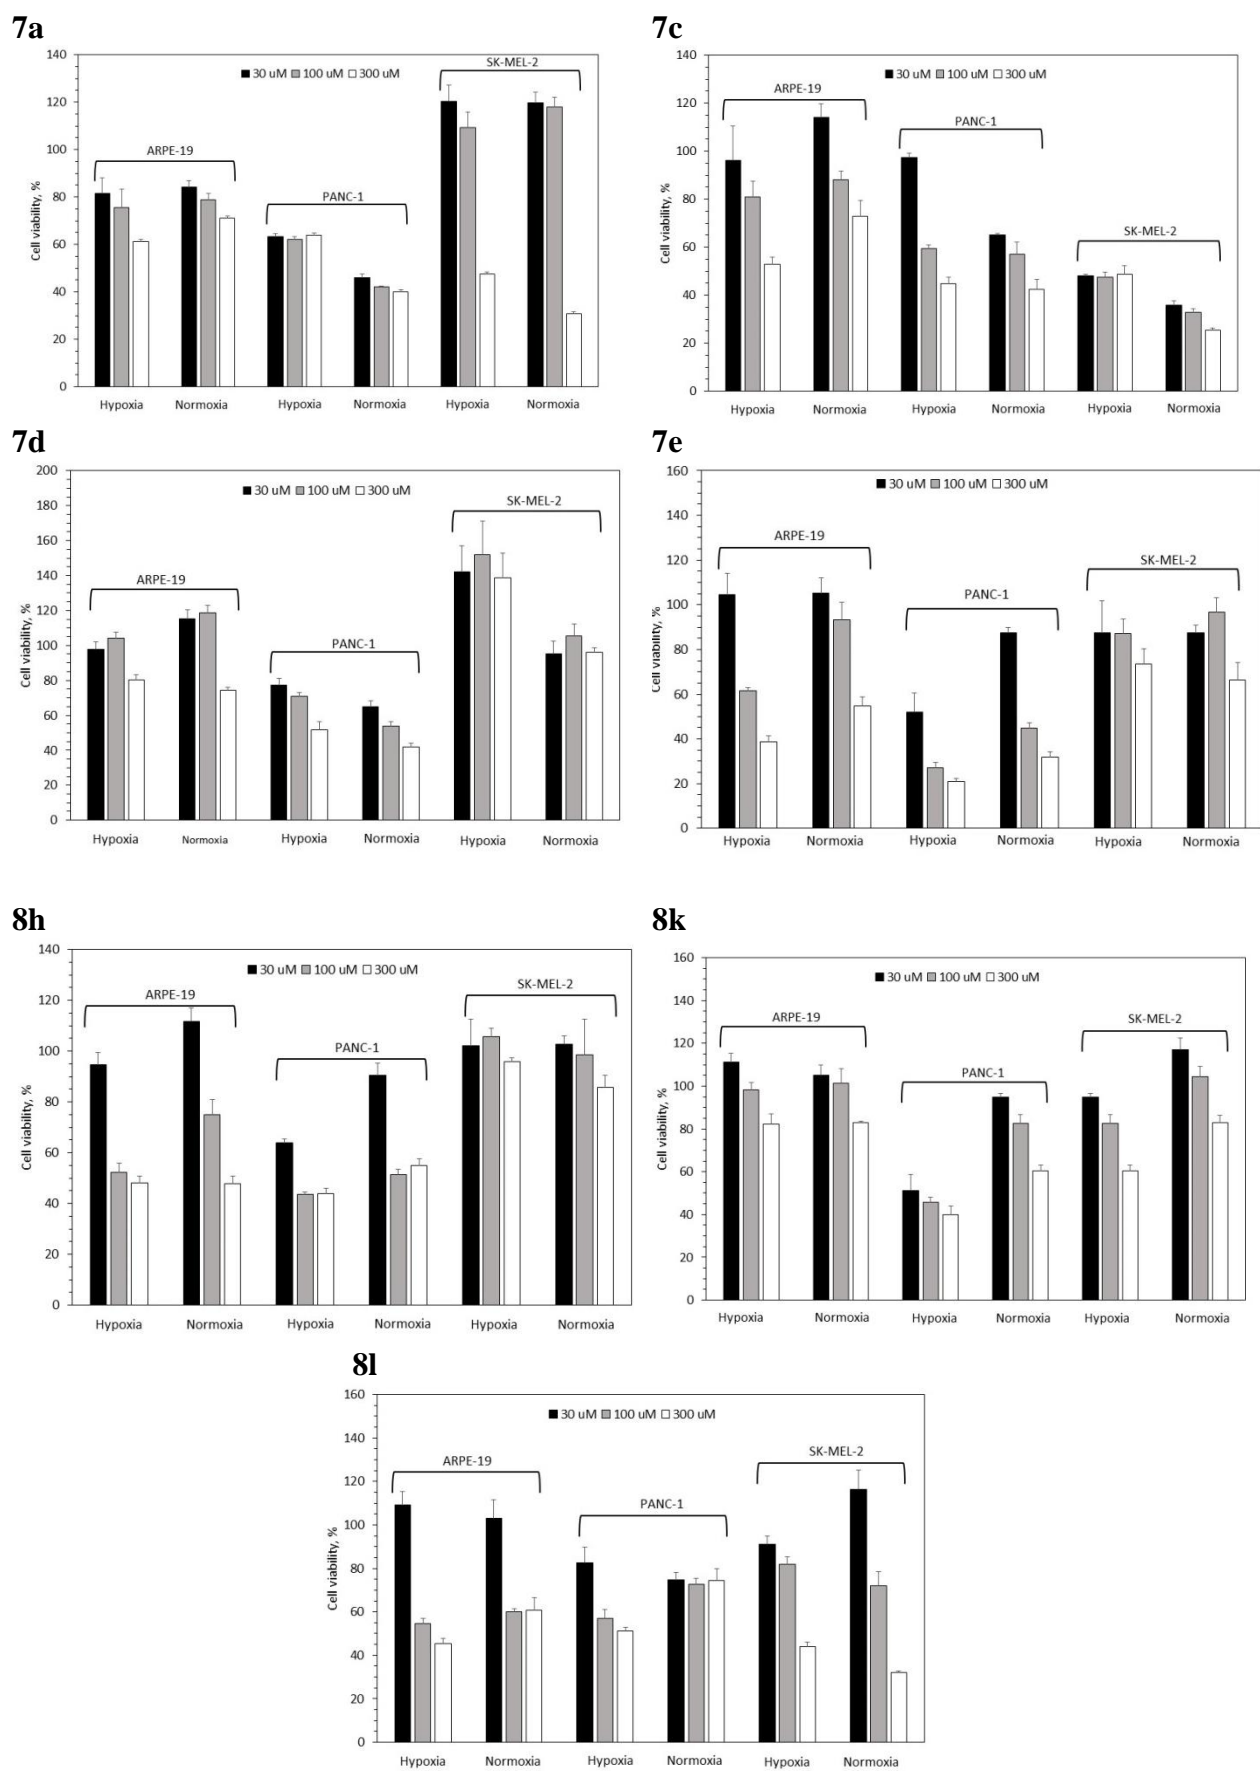 7a
140
120
100
80
60
40
20
0
Cell viability, %
30 uM 100 uM 300 uM
ARPE-19
PANC-1
SK-MEL-2
Hypoxia Normoxia Hypoxia Normoxia Hypoxia Normoxia
7c
140
120
100
80
60
40
20
0
Cell viability, %
30 uM 100 uM 300 uM
ARPE-19
PANC-1
SK-MEL-2
Hypoxia Normoxia Hypoxia Normoxia Hypoxia Normoxia
7d
200
180
160
140
120
100
80
60
40
20
0
Cell viability, %
30 uM 100 uM 300 uM
ARPE-19
PANC-1
SK-MEL-2
Hypoxia Normoxia Hypoxia Normoxia Hypoxia Normoxia
7e
160
140
120
100
80
60
40
20
0
Cell viability, %
30 uM 100 uM 300 uM
ARPE-19
PANC-1
SK-MEL-2
Hypoxia Normoxia Hypoxia Normoxia Hypoxia Normoxia
8h
140
120
100
80
60
40
20
0
Cell viability, %
30 uM 100 uM 300 uM
ARPE-19
PANC-1
SK-MEL-2
Hypoxia Normoxia Hypoxia Normoxia Hypoxia Normoxia
8k
160
140
120
100
80
60
40
20
0
Cell viability, %
30 uM 100 uM 300 uM
ARPE-19
PANC-1
SK-MEL-2
Hypoxia Normoxia Hypoxia Normoxia Hypoxia Normoxia
8l
160
140
120
100
80
60
40
20
0
Cell viability, %
30 uM 100 uM 300 uM
ARPE-19
PANC-1
SK-MEL-2
Hypoxia Normoxia Hypoxia Normoxia Hypoxia Normoxia